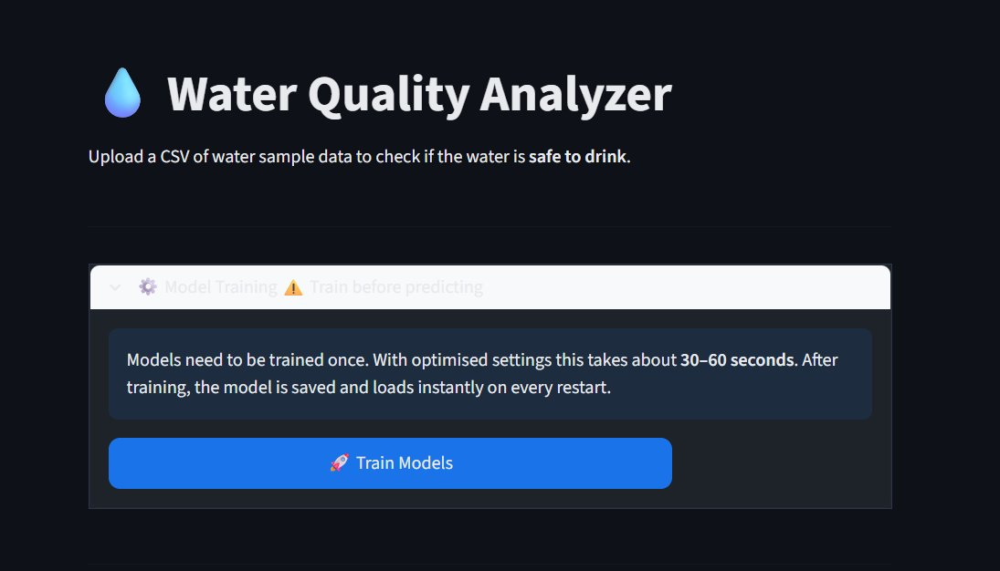 💧 Water Quality Analyzer
Upload a CSV of water sample data to check if the water is safe to drink.
⚙️ Model Training ⚠️ Train before predicting
Models need to be trained once. With optimised settings this takes about 30–60 seconds. After
training, the model is saved and loads instantly on every restart.
🚀 Train Models